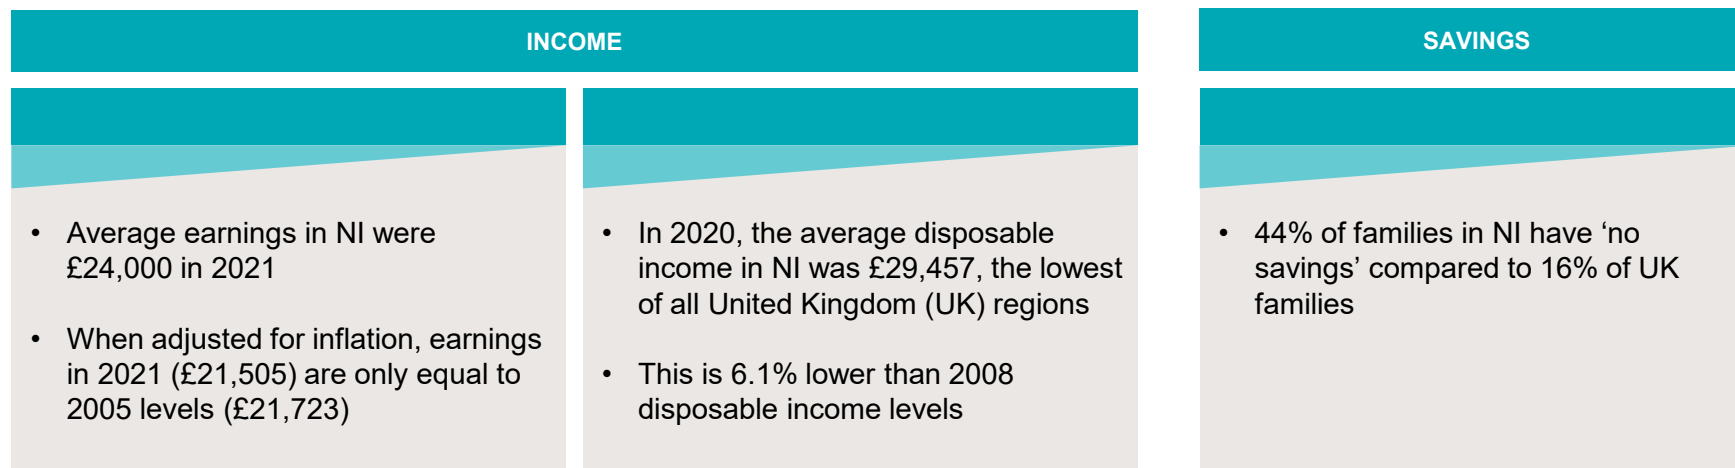 INCOME
• Average earnings in NI were
£24,000 in 2021
• When adjusted for inflation, earnings
in 2021 (£21,505) are only equal to
2005 levels (£21,723)
• In 2020, the average disposable
income in NI was £29,457, the lowest
of all United Kingdom (UK) regions
• This is 6.1% lower than 2008
disposable income levels
SAVINGS
• 44% of families in NI have ‘no
savings’ compared to 16% of UK
families